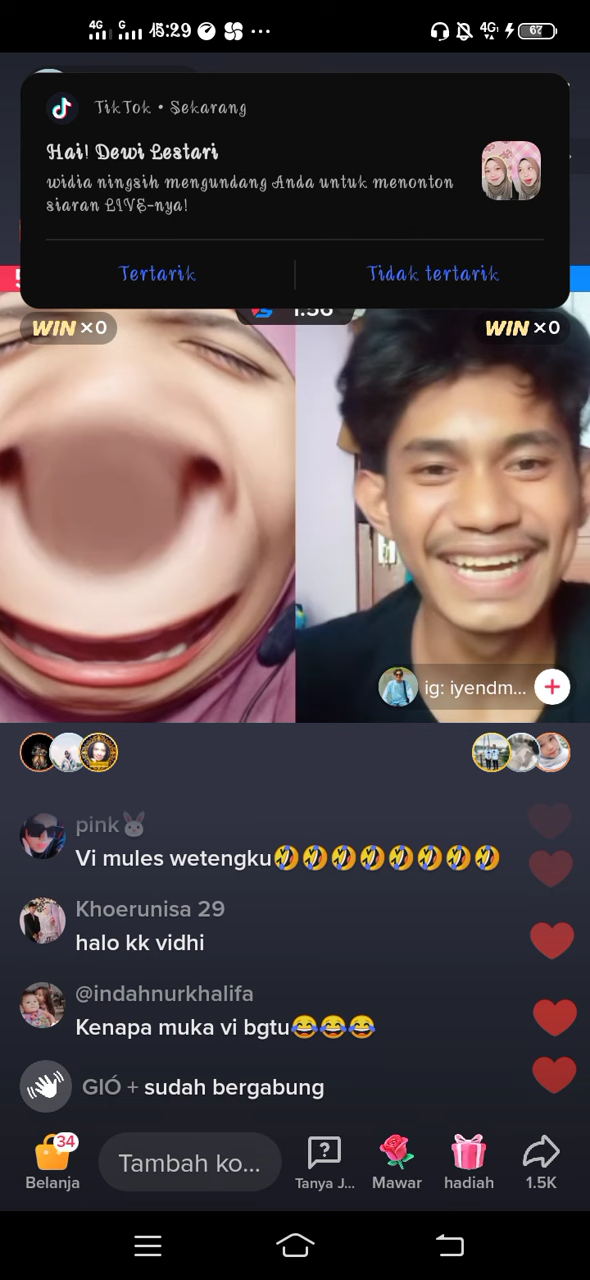 4G G 15:29 4G 67
TikTok • Sekarang
Hai! Dewi Lestari
widia ningsih mengundang Anda untuk menonton
siaran LIVE-nya!
Tertarik Tidak tertarik
WIN ×0 WIN ×0
ig: iyendm...
pink🐰
Vi mules wetengku🤣🤣🤣🤣🤣🤣🤣🤣
Khoerunisa 29
halo kk vidhi
@indahnurkhalifa
Kenapa muka vi bgtu😂😂😂
GIÓ + sudah bergabung
34
Tambah ko...
Belanja Tanya J... Mawar hadiah 1.5K